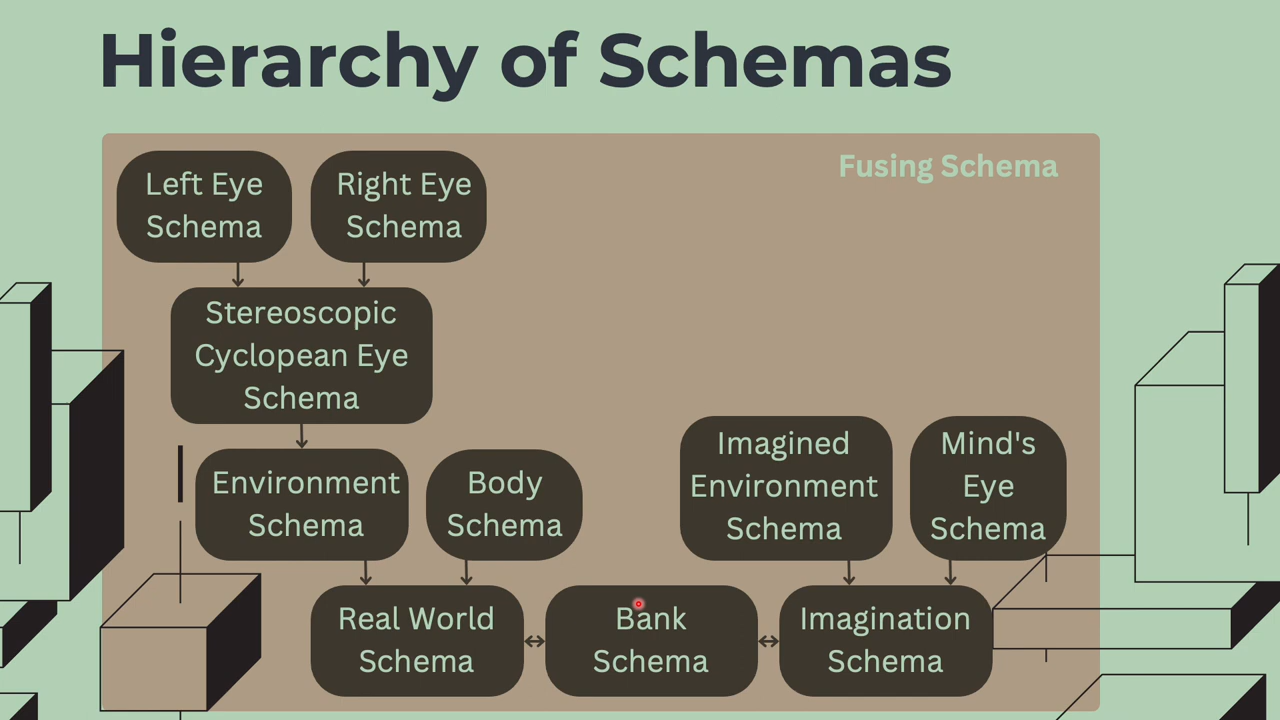 Hierarchy of Schemas
Fusing Schema
Left Eye
Schema
Right Eye
Schema
Stereoscopic
Cyclopean Eye
Schema
Environment
Schema
Body
Schema
Imagined
Environment
Schema
Mind's
Eye
Schema
Real World
Schema
Bank
Schema
Imagination
Schema